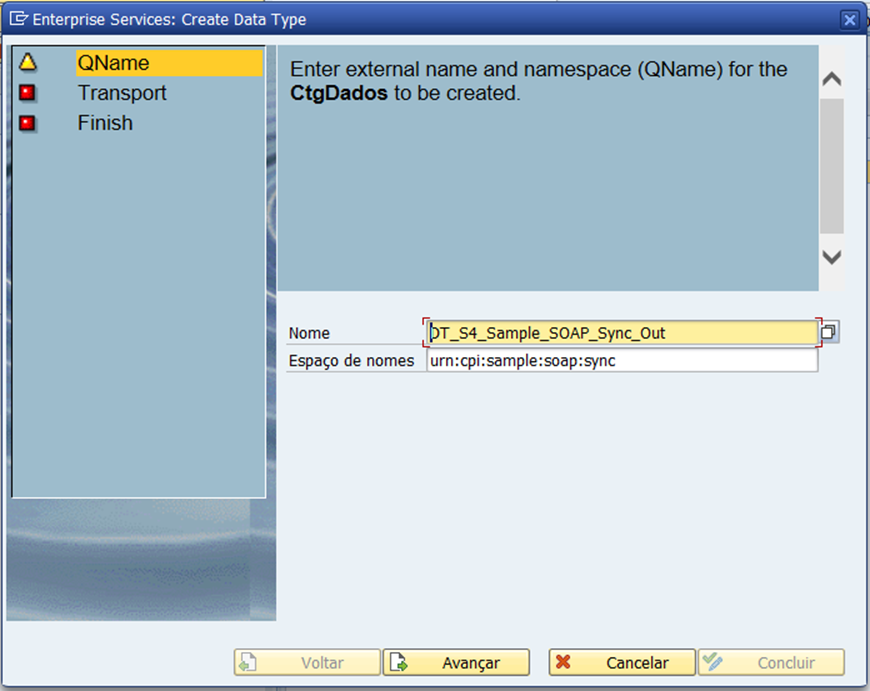 Enterprise Services: Create Data Type
QName
Transport
Finish
Enter external name and namespace (QName) for the
CtgDados to be created.
Nome DT_S4_Sample_SOAP_Sync_Out
Espaço de nomes urn:cpi:sample:soap:sync
Voltar Avançar Cancelar Concluir